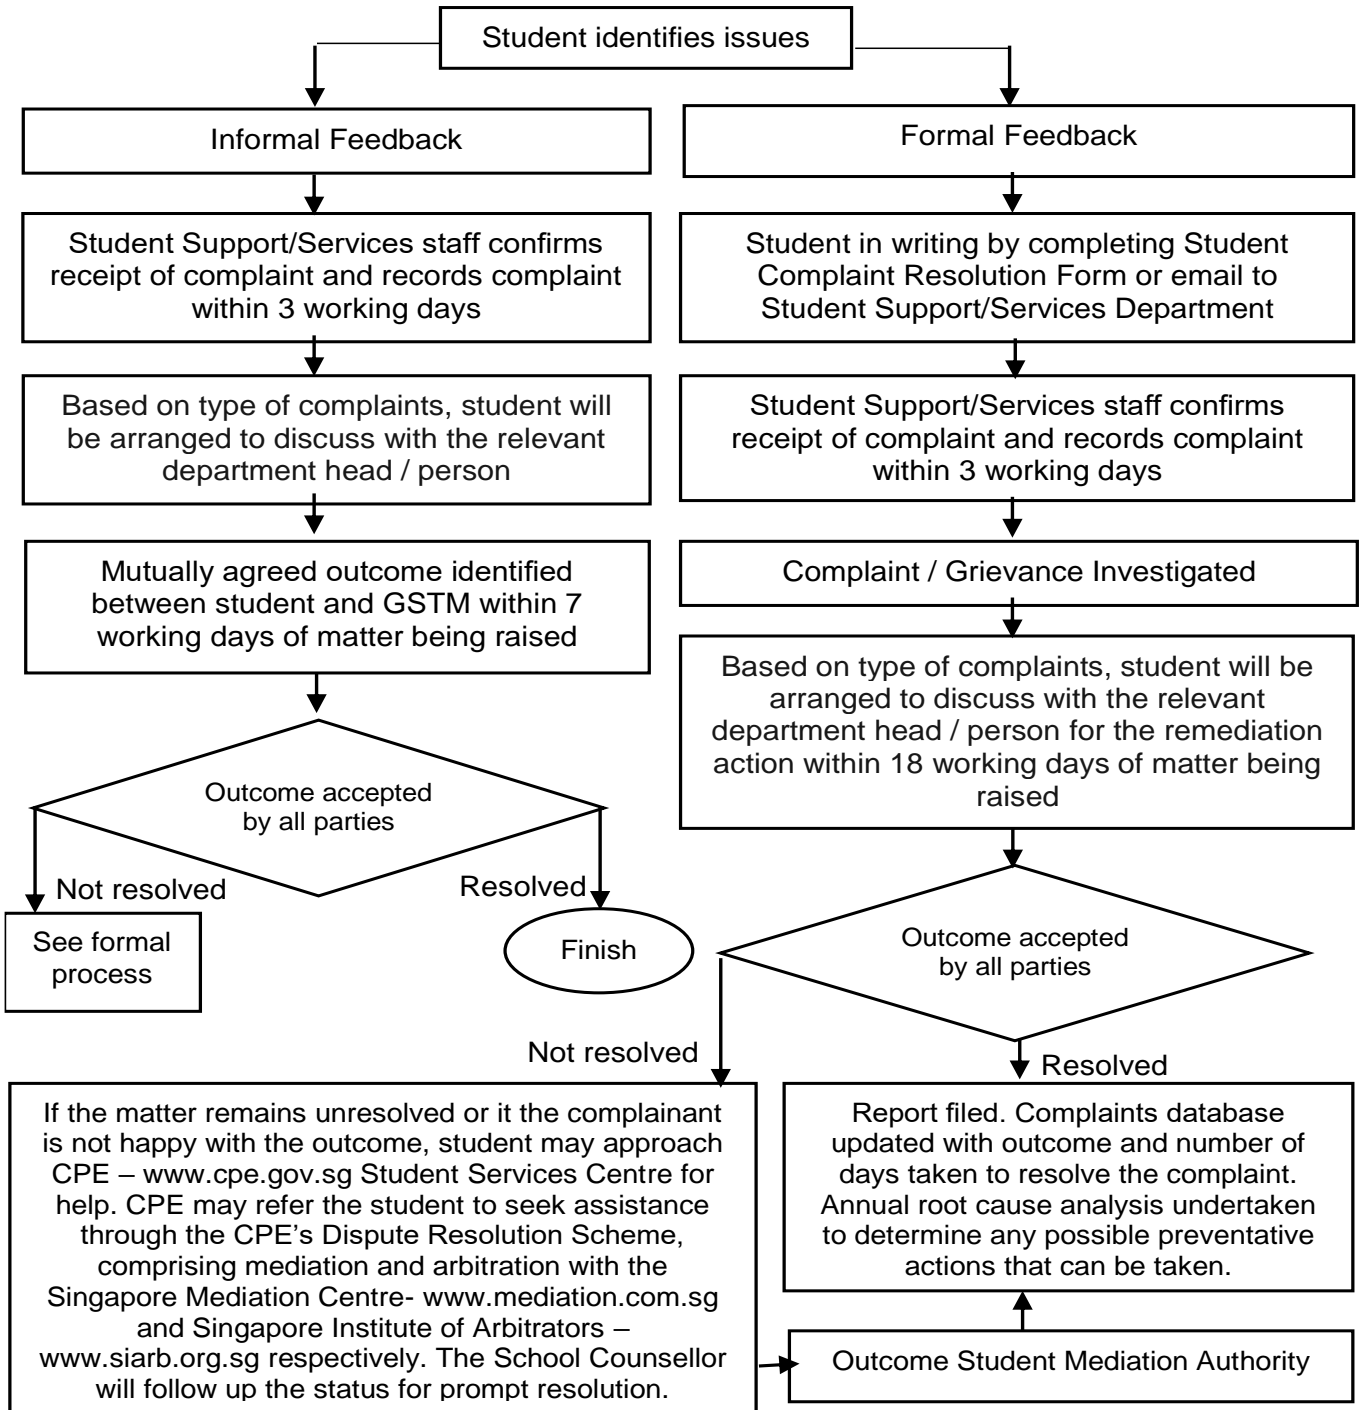 Student identifies issues
Informal Feedback
Student Support/Services staff confirms
receipt of complaint and records complaint
within 3 working days
Based on type of complaints, student will
be arranged to discuss with the relevant
department head / person
Mutually agreed outcome identified
between student and GSTM within 7
working days of matter being raised
Outcome accepted
by all parties
Not resolved
Resolved
See formal
process
Finish
Formal Feedback
Student in writing by completing Student
Complaint Resolution Form or email to
Student Support/Services Department
Student Support/Services staff confirms
receipt of complaint and records complaint
within 3 working days
Complaint / Grievance Investigated
Based on type of complaints, student will be
arranged to discuss with the relevant
department head / person for the remediation
action within 18 working days of matter being
raised
Outcome accepted
by all parties
Not resolved
Resolved
If the matter remains unresolved or it the complainant
is not happy with the outcome, student may approach
CPE – www.cpe.gov.sg Student Services Centre for
help. CPE may refer the student to seek assistance
through the CPE’s Dispute Resolution Scheme,
comprising mediation and arbitration with the
Singapore Mediation Centre- www.mediation.com.sg
and Singapore Institute of Arbitrators –
www.siarb.org.sg respectively. The School Counsellor
will follow up the status for prompt resolution.
Report filed. Complaints database
updated with outcome and number of
days taken to resolve the complaint.
Annual root cause analysis undertaken
to determine any possible preventative
actions that can be taken.
Outcome Student Mediation Authority